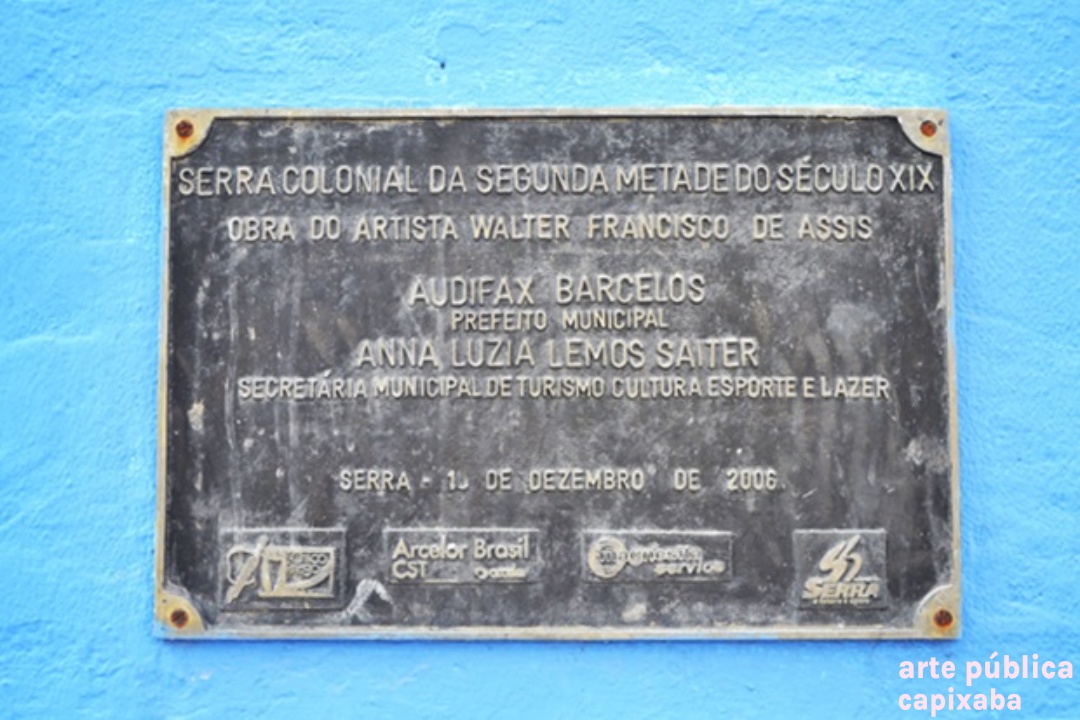 SERRA COLONIAL DA SEGUNDA METADE DO SÉCULO XIX
OBRA DO ARTISTA WALTER FRANCISCO DE ASSIS
AUDIFAX BARCELOS
PREFEITO MUNICIPAL
ANNA LUZIA LEMOS SAITER
SECRETÁRIA MUNICIPAL DE TURISMO CULTURA ESPORTE E LAZER
SERRA - DE DEZEMBRO DE 2006.
Arcelor Brasil
CST
service
SERRA
arte pública
capixaba